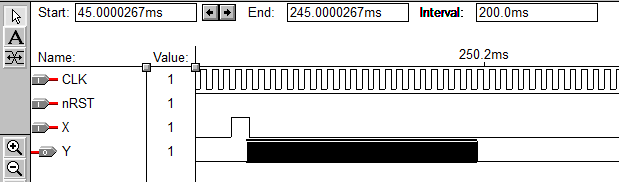 Start: 45.0000267ms End: 245.0000267ms Interval: 200.0ms
A
Name: Value: 250.2ms
CLK 1
nRST 1
X 1
Y 1